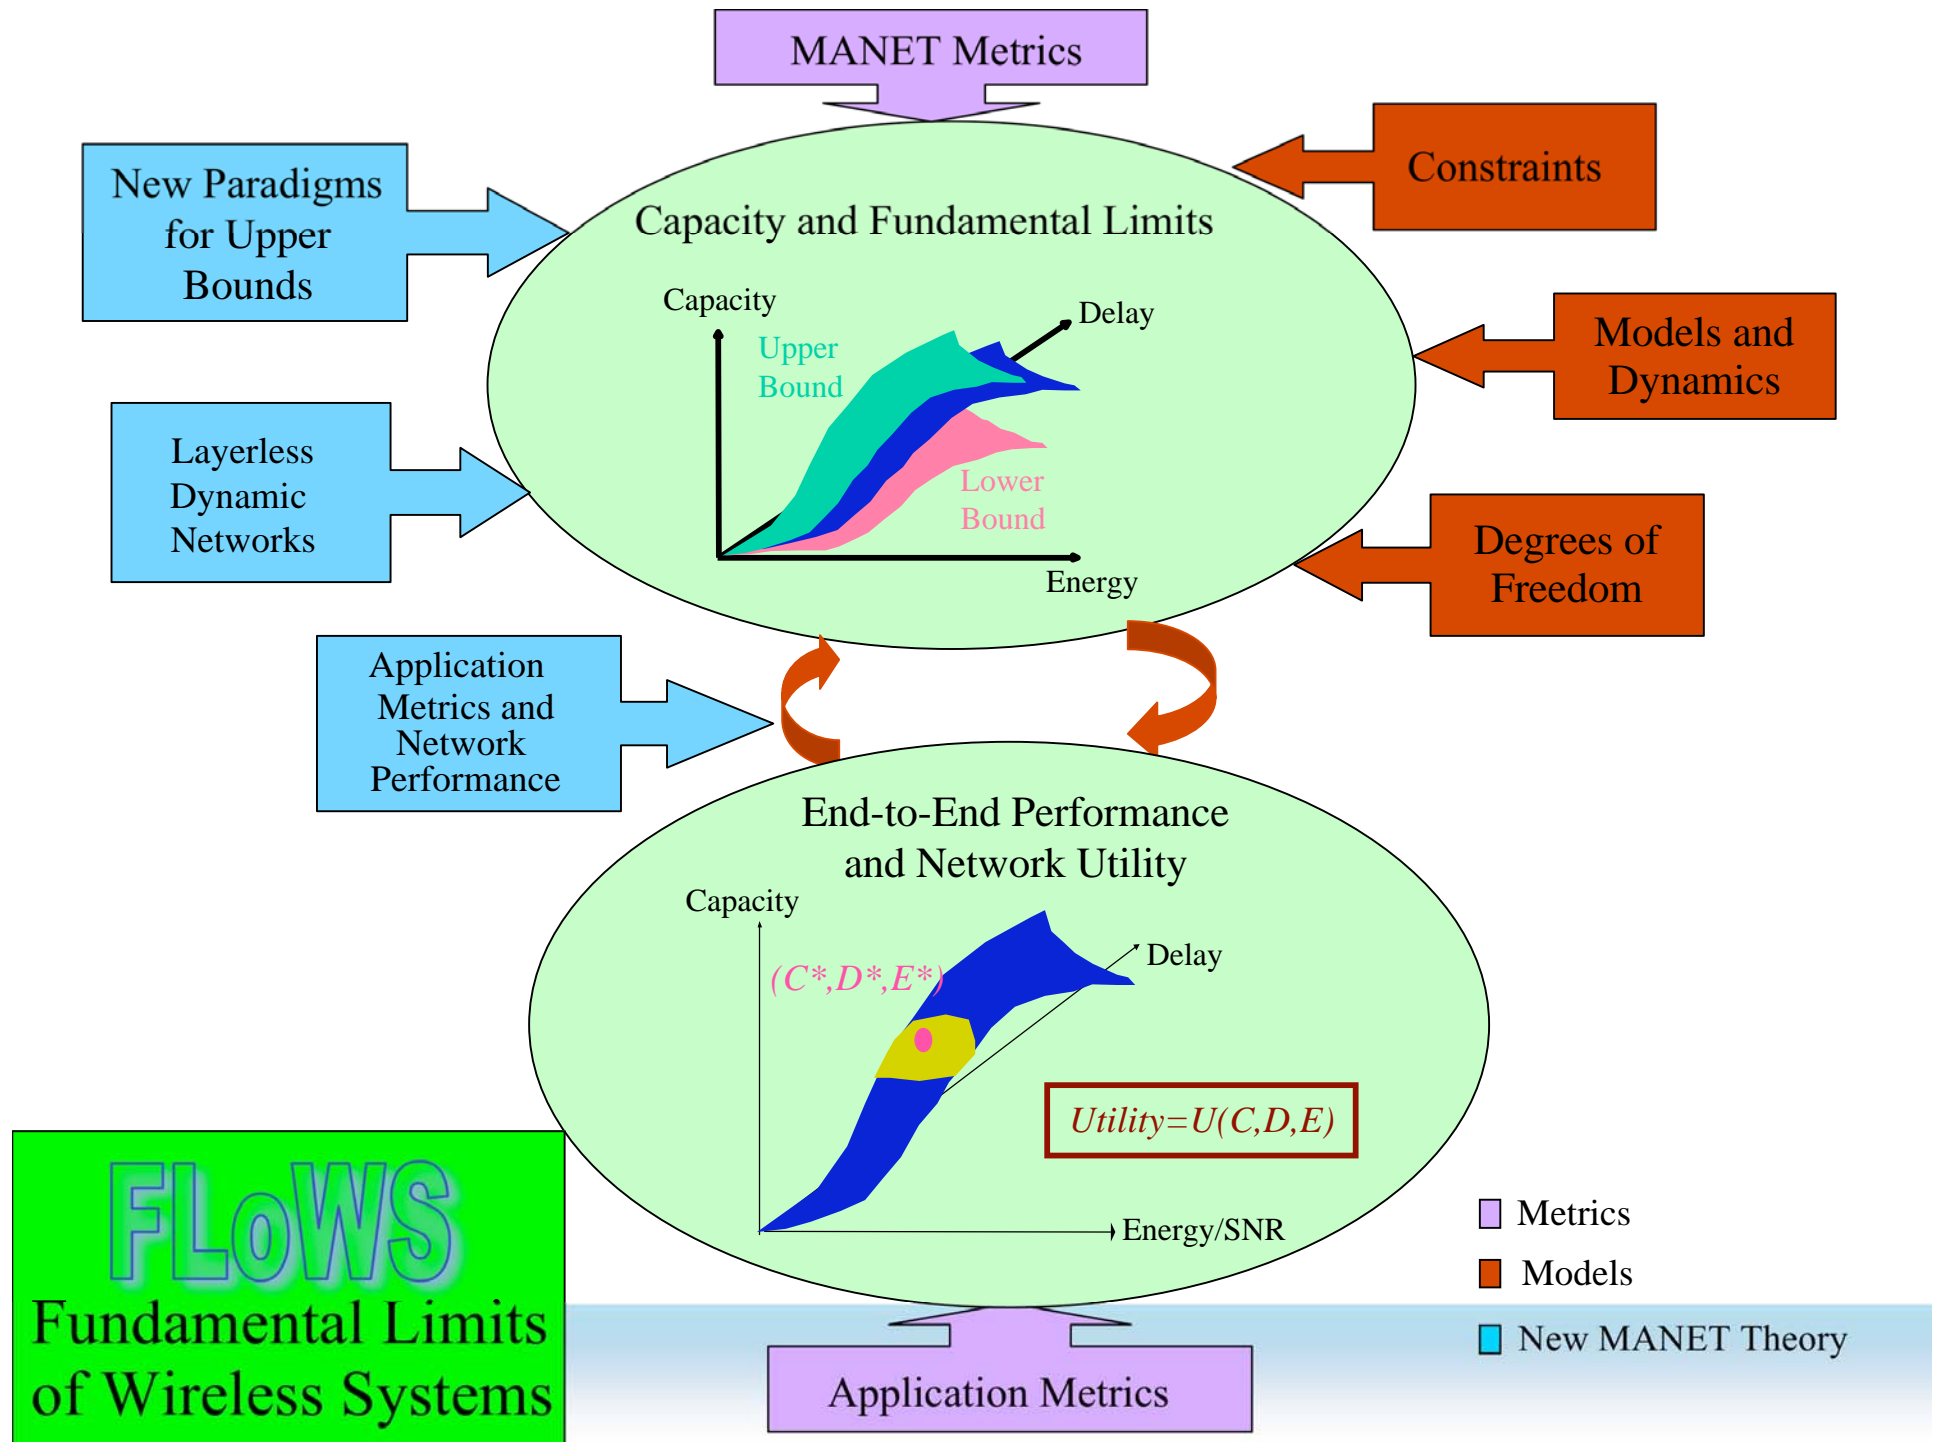 MANET Metrics
New Paradigms
for Upper
Bounds
Constraints
Capacity and Fundamental Limits
Capacity
Delay
Upper
Bound
Models and
Dynamics
Layerless
Dynamic
Networks
Lower
Bound
Energy
Degrees of
Freedom
Application
Metrics and
Network
Performance
End-to-End Performance
and Network Utility
Capacity
Delay
(C*,D*,E*)
Utility=U(C,D,E)
Energy/SNR
FLoWS
Fundamental Limits
of Wireless Systems
Metrics
Models
New MANET Theory
Application Metrics